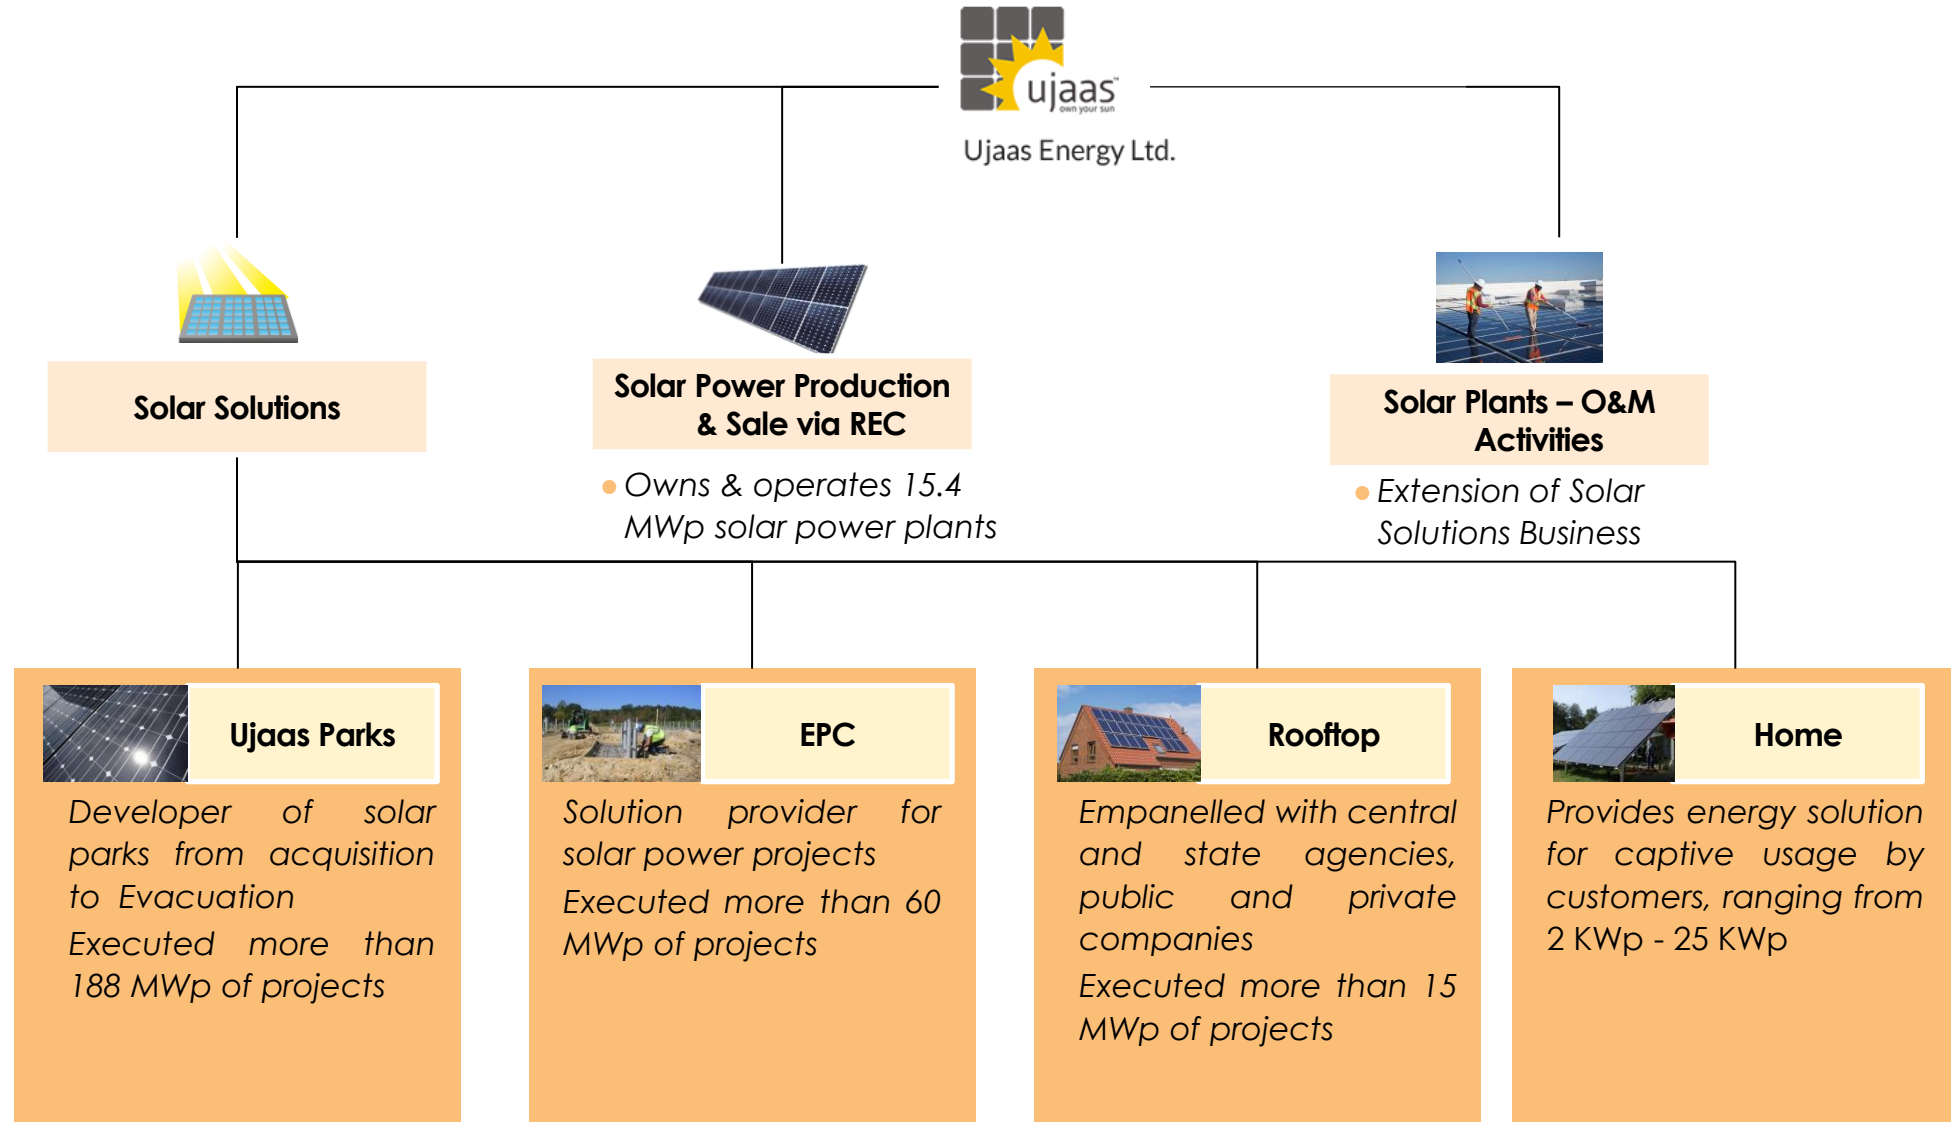 ujaas™
own your sun
Ujaas Energy Ltd.
Solar Solutions
Solar Power Production
& Sale via REC
• Owns & operates 15.4
MWp solar power plants
Solar Plants – O&M
Activities
• Extension of Solar
Solutions Business
Ujaas Parks
Developer of solar
parks from acquisition
to Evacuation
Executed more than
188 MWp of projects
EPC
Solution provider for
solar power projects
Executed more than 60
MWp of projects
Rooftop
Empanelled with central
and state agencies,
public and private
companies
Executed more than 15
MWp of projects
Home
Provides energy solution
for captive usage by
customers, ranging from
2 KWp - 25 KWp